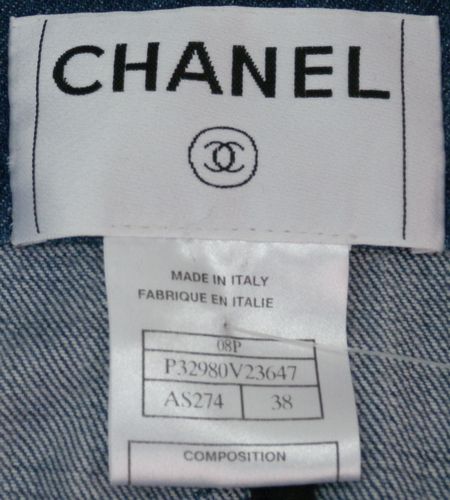 CHANEL
MADE IN ITALY
FABRIQUE EN ITALIE
08P
P32980V23647
AS274 38
COMPOSITION